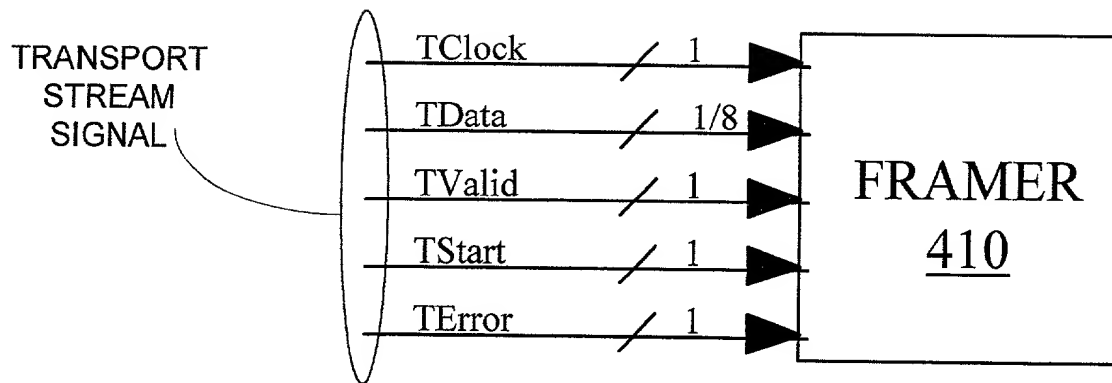 TRANSPORT
STREAM
SIGNAL
TClock 1
TData 1/8
TValid 1
TStart 1
TError 1
FRAMER
410